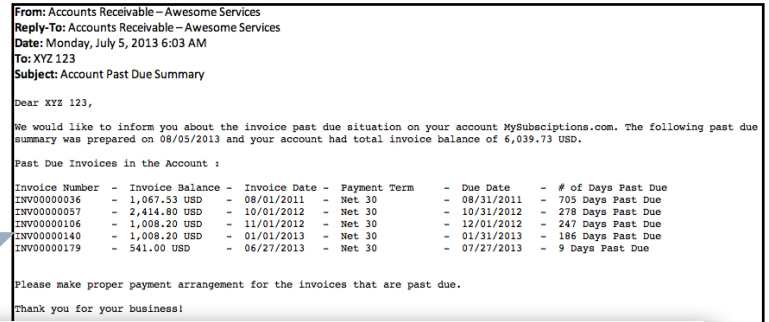 From: Accounts Receivable – Awesome Services
Reply-To: Accounts Receivable – Awesome Services
Date: Monday, July 5, 2013 6:03 AM
To: XYZ 123
Subject: Account Past Due Summary
Dear XYZ 123,
We would like to inform you about the invoice past due situation on your account MySubsciptions.com. The following past due
summary was prepared on 08/05/2013 and your account had total invoice balance of 6,039.73 USD.
Past Due Invoices in the Account :
Invoice Number - Invoice Balance - Invoice Date - Payment Term - Due Date - # of Days Past Due
INV00000036 - 1,067.53 USD - 08/01/2011 - Net 30 - 08/31/2011 - 705 Days Past Due
INV00000057 - 2,414.80 USD - 10/01/2012 - Net 30 - 10/31/2012 - 278 Days Past Due
INV00000106 - 1,008.20 USD - 11/01/2012 - Net 30 - 12/01/2012 - 247 Days Past Due
INV00000140 - 1,008.20 USD - 01/01/2013 - Net 30 - 01/31/2013 - 186 Days Past Due
INV00000179 - 541.00 USD - 06/27/2013 - Net 30 - 07/27/2013 - 9 Days Past Due
Please make proper payment arrangement for the invoices that are past due.
Thank you for your business!